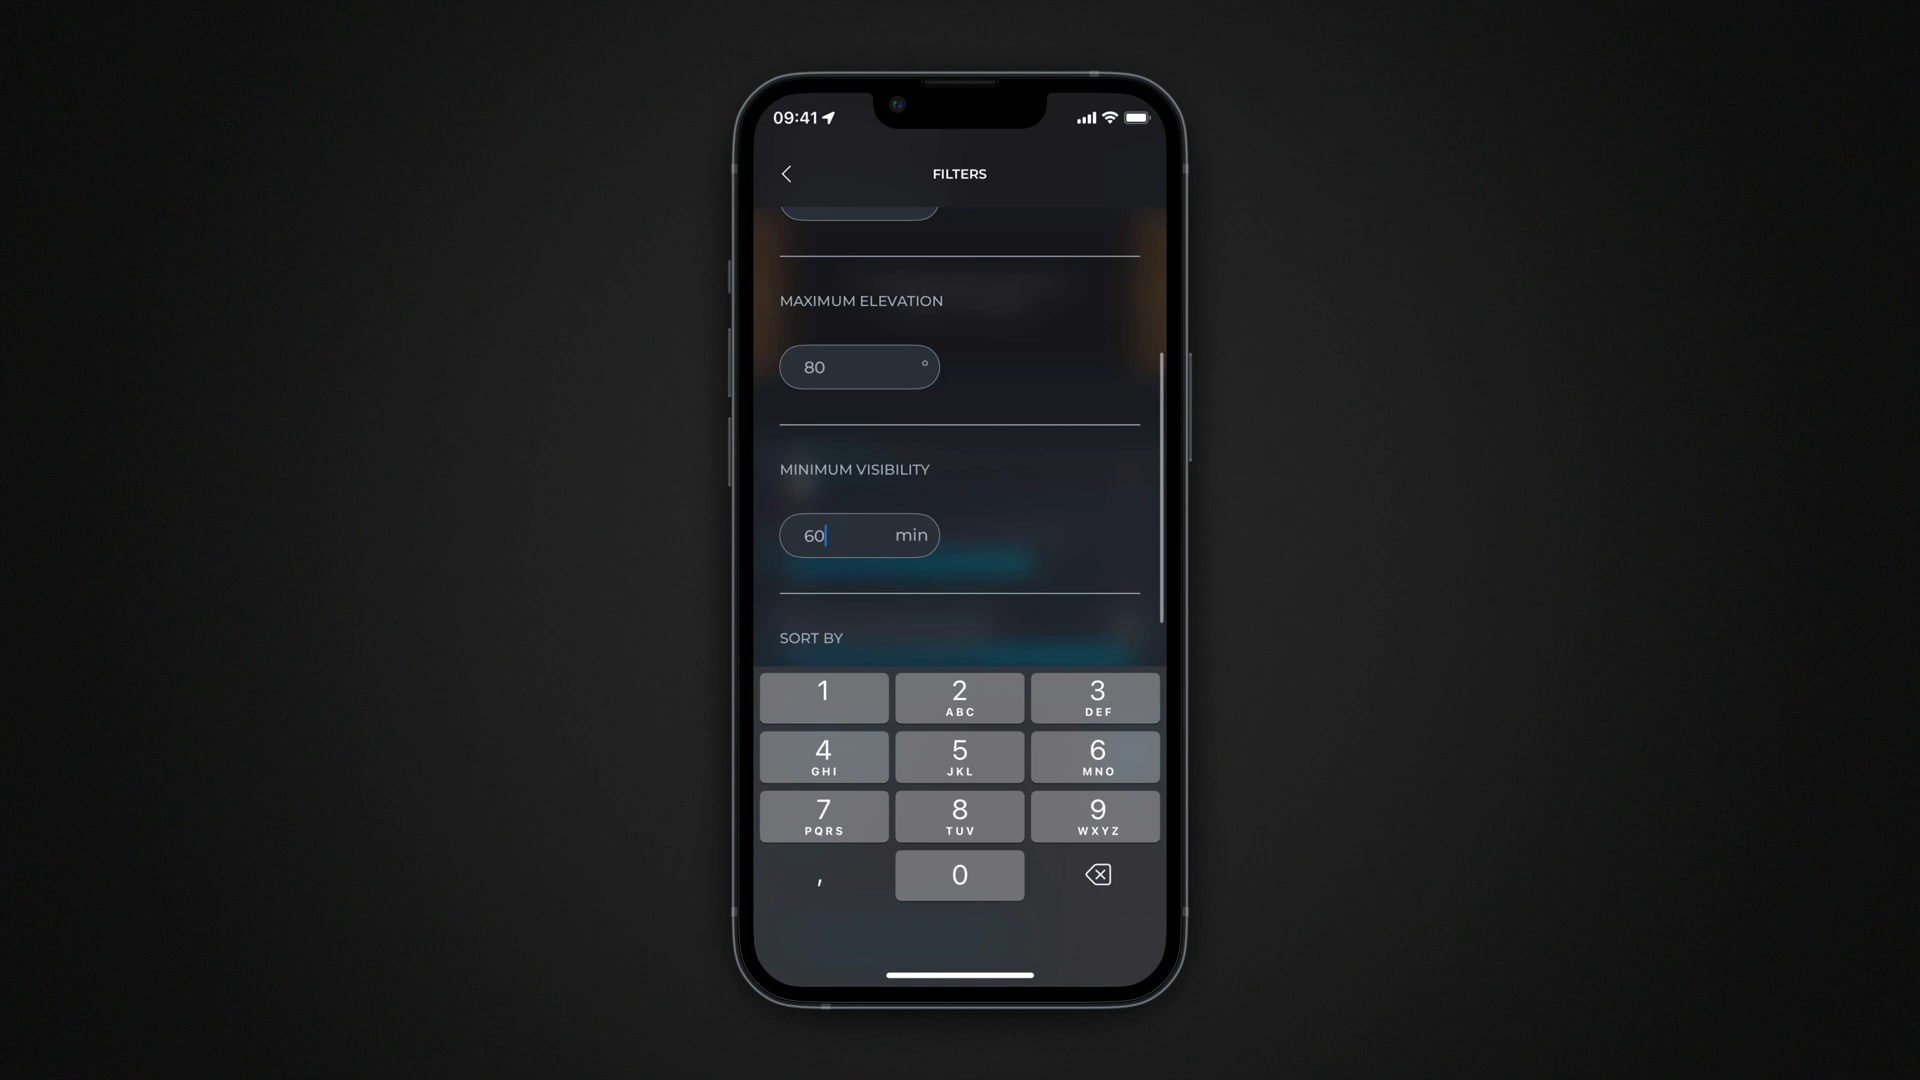 09:41
FILTERS
MAXIMUM ELEVATION
80 °
MINIMUM VISIBILITY
60 min
SORT BY
1 2 3
ABC DEF
4 5 6
GHI JKL MNO
7 8 9
PQRS TUV WXYZ
, 0